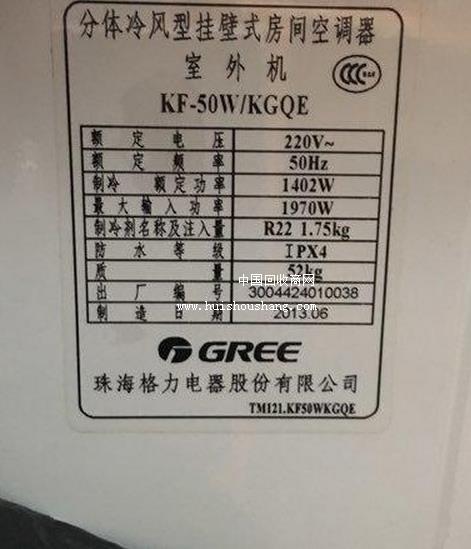 分体冷风型挂壁式房间空调器
室外机
KF-50W/KGQE
额定电压 220V~
额定频率 50Hz
制冷 额定功率 1402W
最大输入功率 1970W
制冷剂名称及注入量 R22 1.75kg
防水等级 IPX4
质量 52kg
中国回收商网
出厂编号 3004424010038
www.huishoushang.com
制造日期 2013.06
GREE
珠海格力电器股份有限公司
TM121.KF50WKGQE